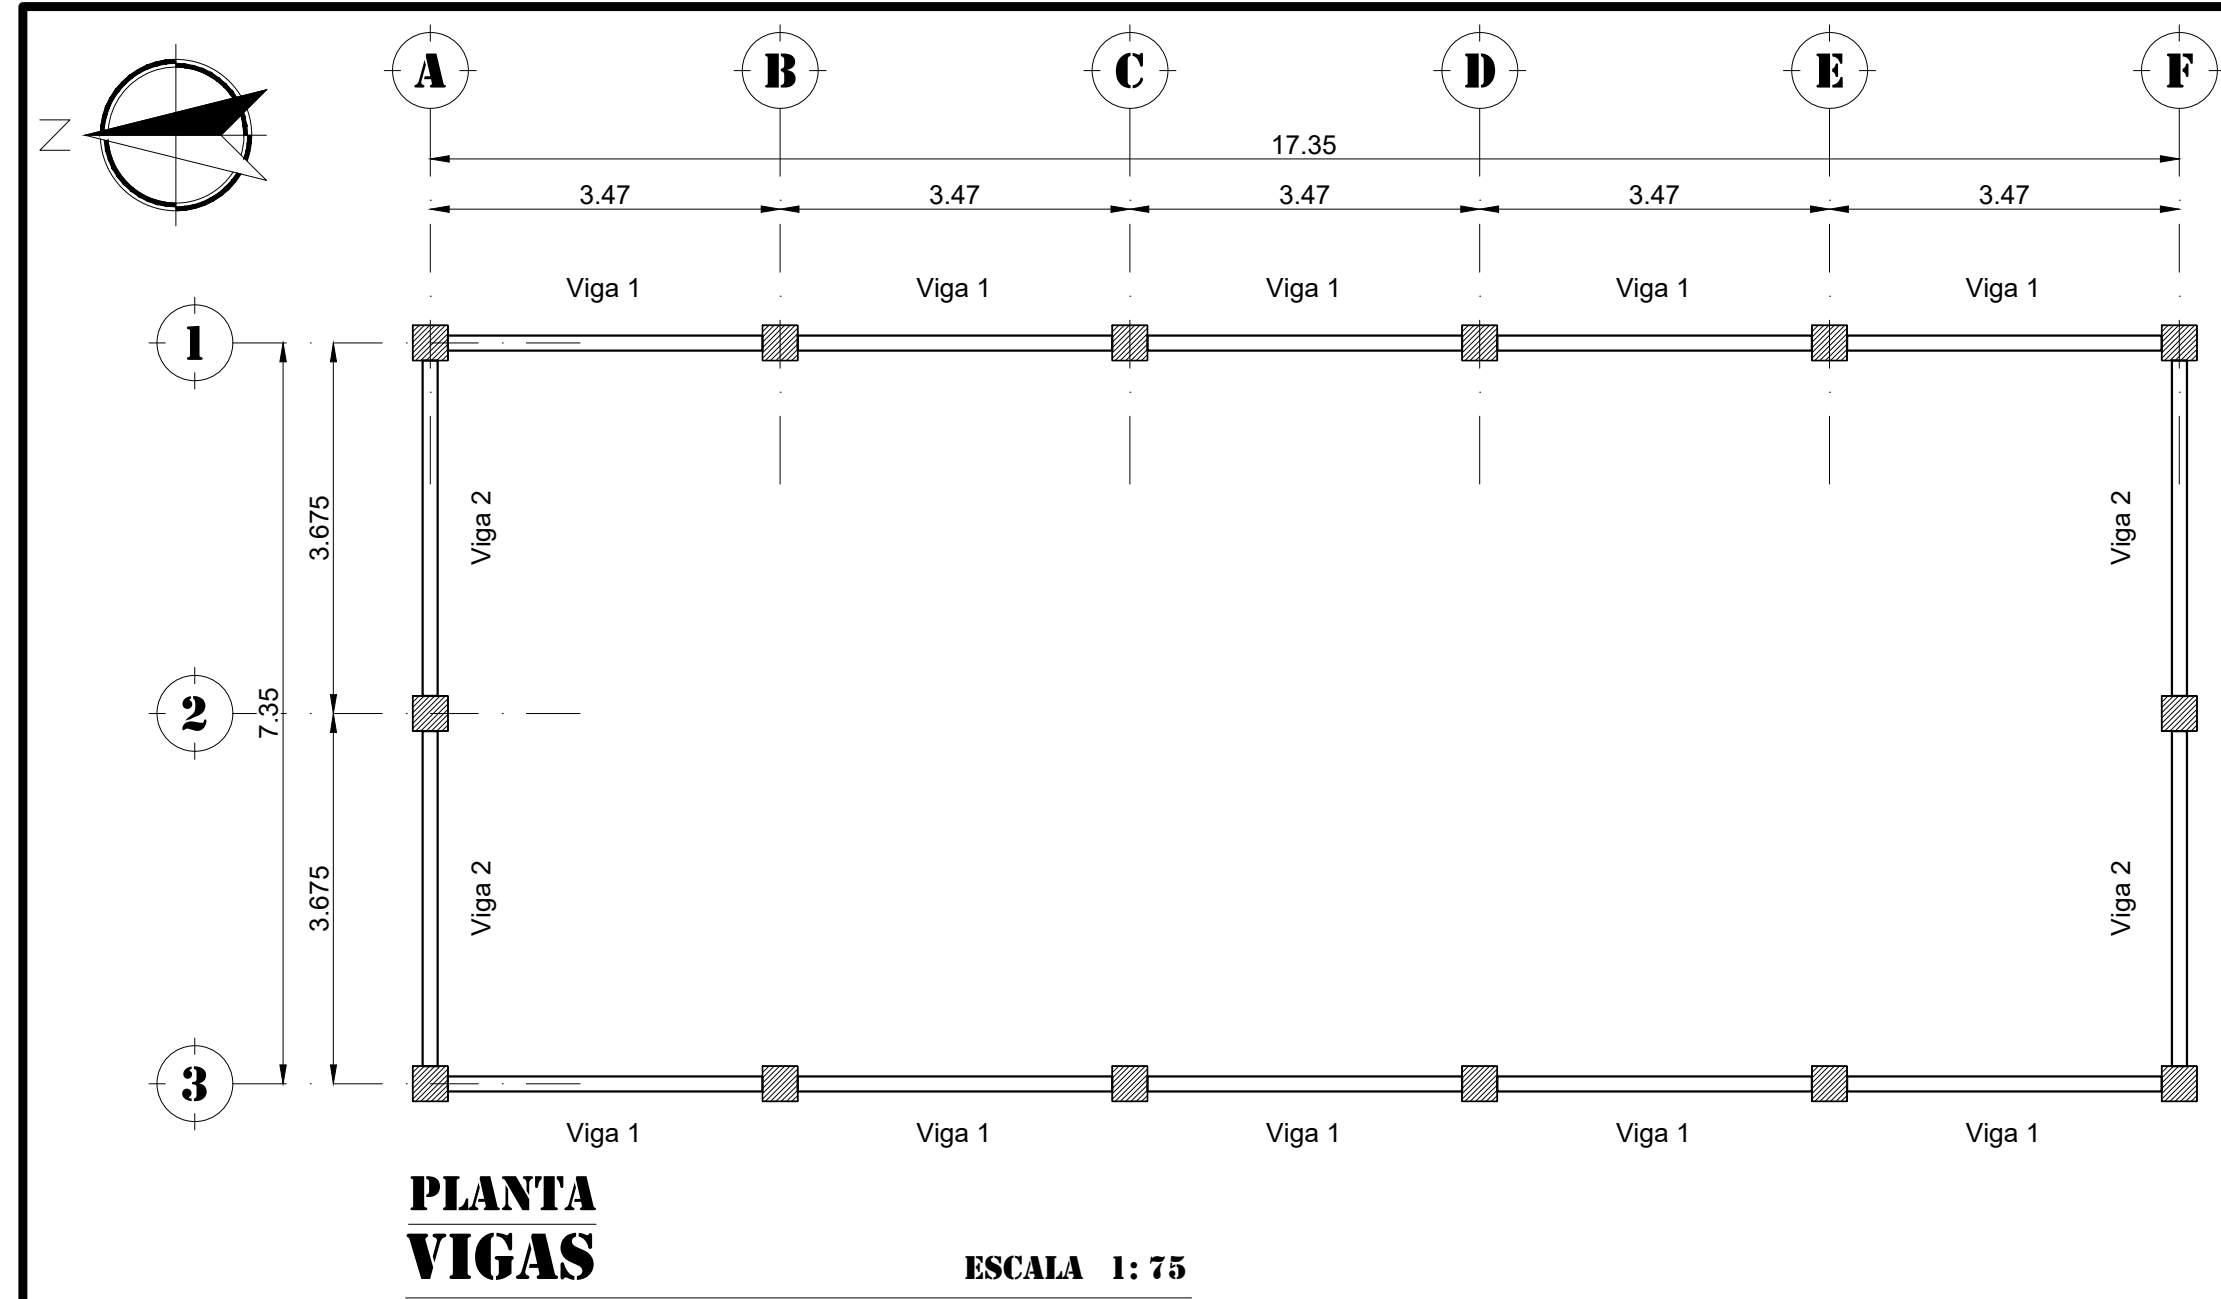 A B C D E F
N
17.35
3.47 3.47 3.47 3.47 3.47
Viga 1 Viga 1 Viga 1 Viga 1 Viga 1
1
3.675
Viga 2 Viga 2
2
7.35
3.675
Viga 2 Viga 2
3
Viga 1 Viga 1 Viga 1 Viga 1 Viga 1
PLANTA
VIGAS
ESCALA 1: 75